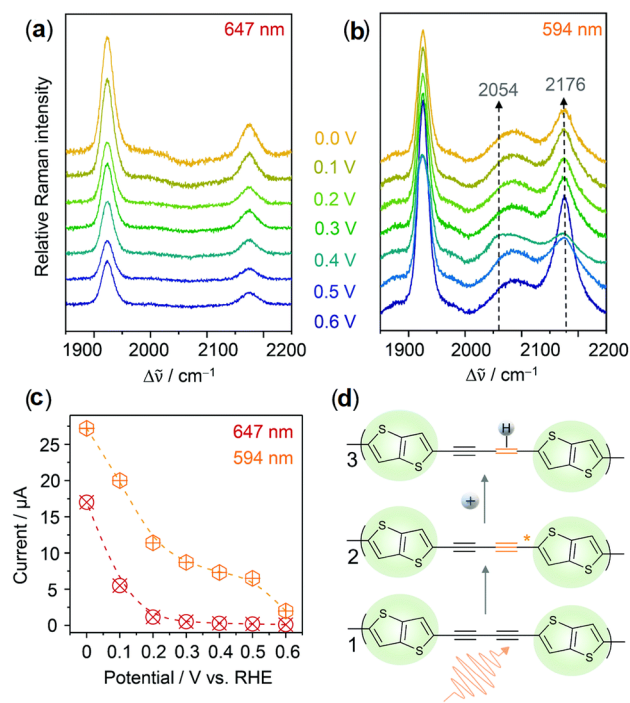 (a)
647 nm
Relative Raman intensity
1900
2100
2200
Δṽ / cm⁻¹
0.0 V
0.1 V
0.2 V
0.3 V
0.4 V
0.5 V
0.6 V
(b)
594 nm
2054
2176
1900
2000
2100
2200
Δṽ / cm⁻¹
(c)
647 nm
594 nm
Current / μA
25
20
15
10
5
0
0 0.1 0.2 0.3 0.4 0.5 0.6
Potential / V vs. RHE
(d)
H
S
S
S
S
3
+
S
S
*
S
S
2
S
S
S
S
1